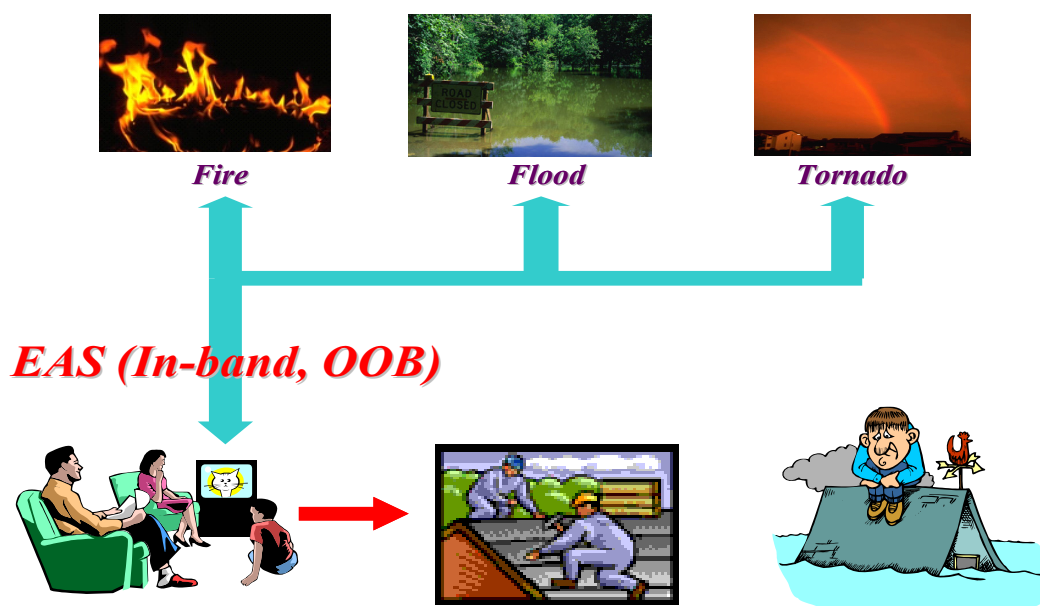 ROAD
CLOSED
Fire
Flood
Tornado
EAS (In-band, OOB)